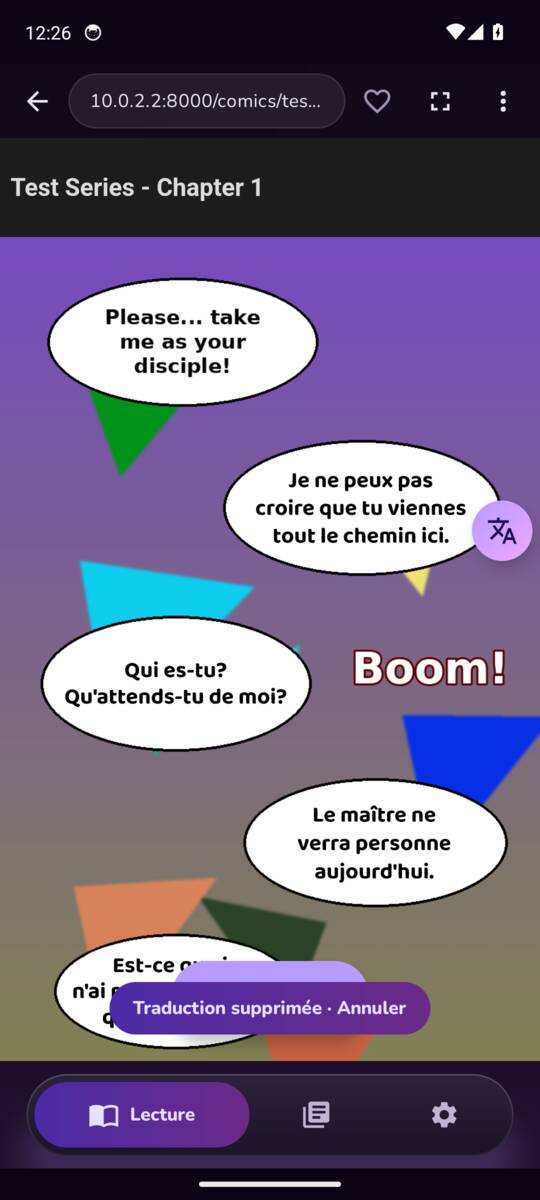 12:26
10.0.2.2:8000/comics/tes...
Test Series - Chapter 1
Please... take
me as your
disciple!
Je ne peux pas
croire que tu viennes
tout le chemin ici.
Qui es-tu?
Qu'attends-tu de moi?
Boom!
Le maître ne
verra personne
aujourd'hui.
Est-ce
n'ai
Traduction supprimée · Annuler
Lecture